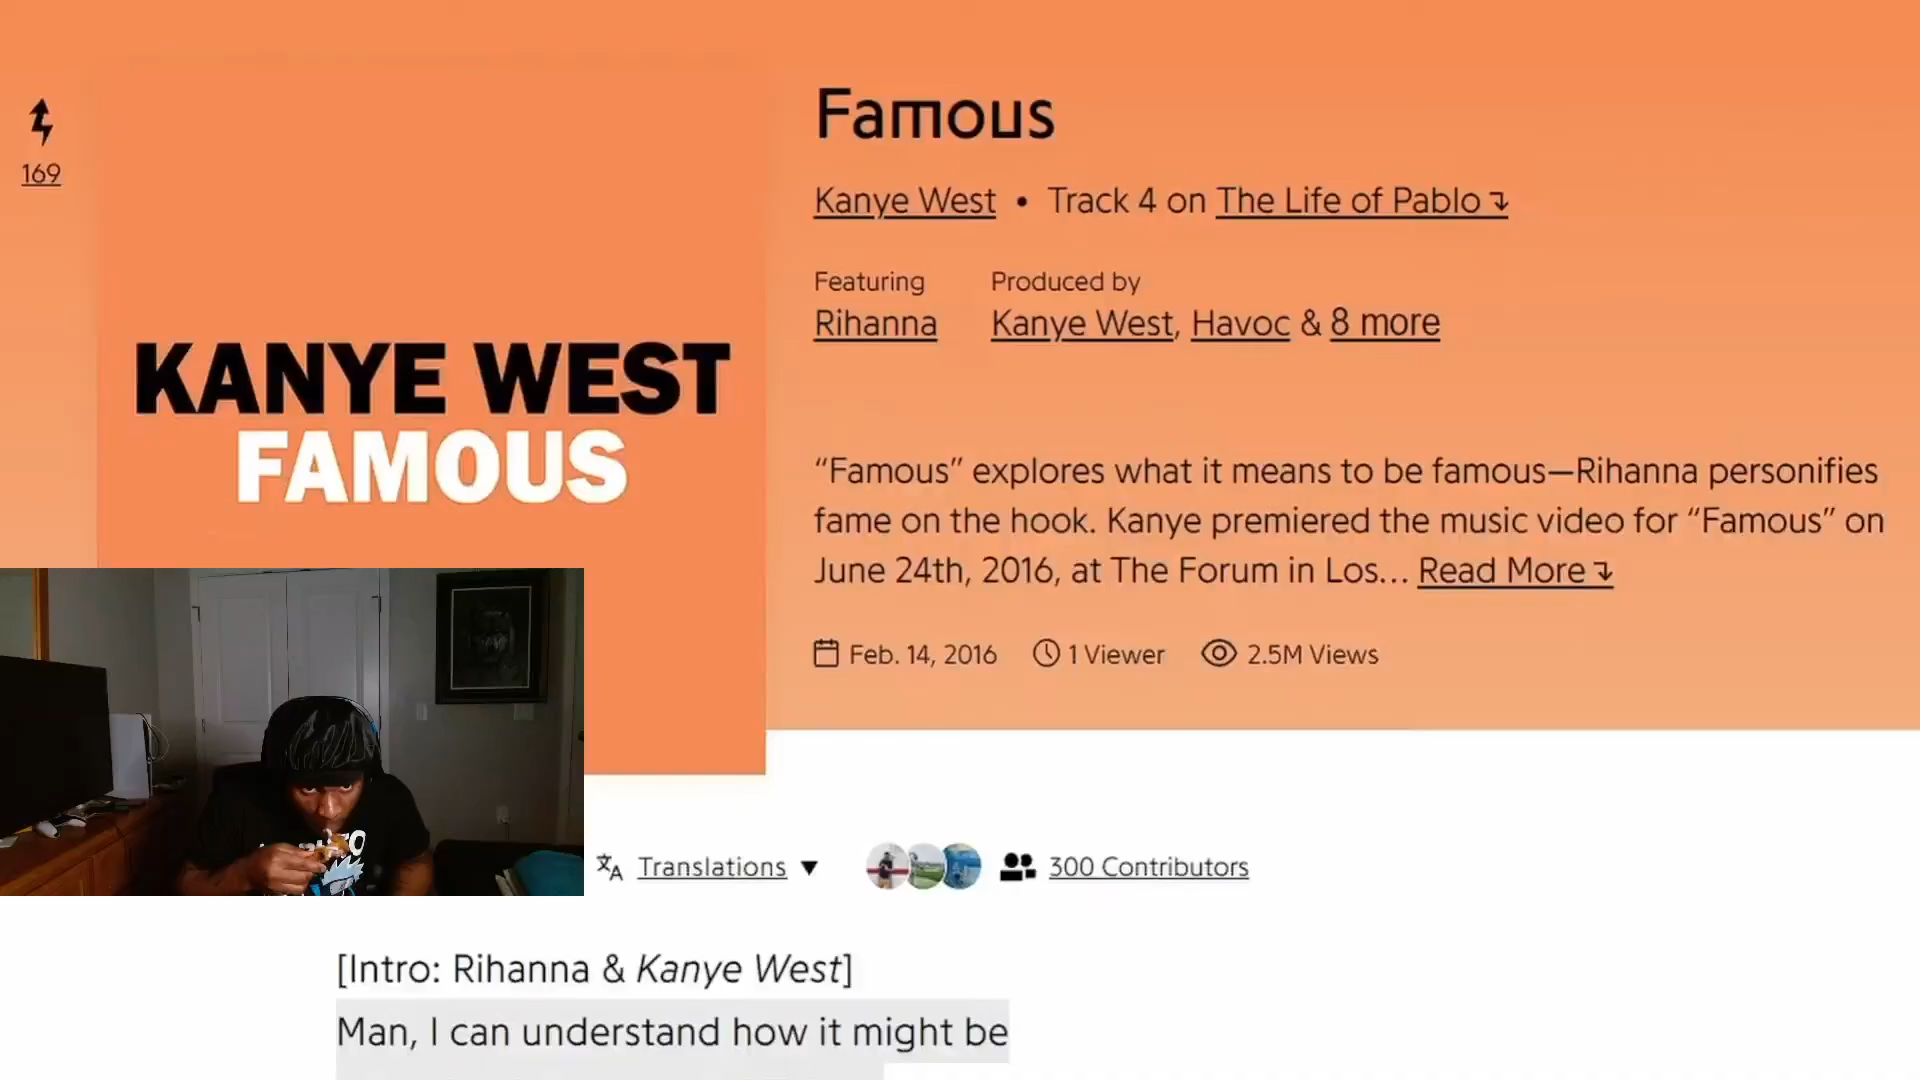 169
KANYE WEST
FAMOUS
Famous
Kanye West • Track 4 on The Life of Pablo
Featuring
Rihanna
Produced by
Kanye West, Havoc & 8 more
“Famous” explores what it means to be famous—Rihanna personifies
fame on the hook. Kanye premiered the music video for “Famous” on
June 24th, 2016, at The Forum in Los… Read More
Feb. 14, 2016 1 Viewer 2.5M Views
Translations 300 Contributors
[Intro: Rihanna & Kanye West]
Man, I can understand how it might be